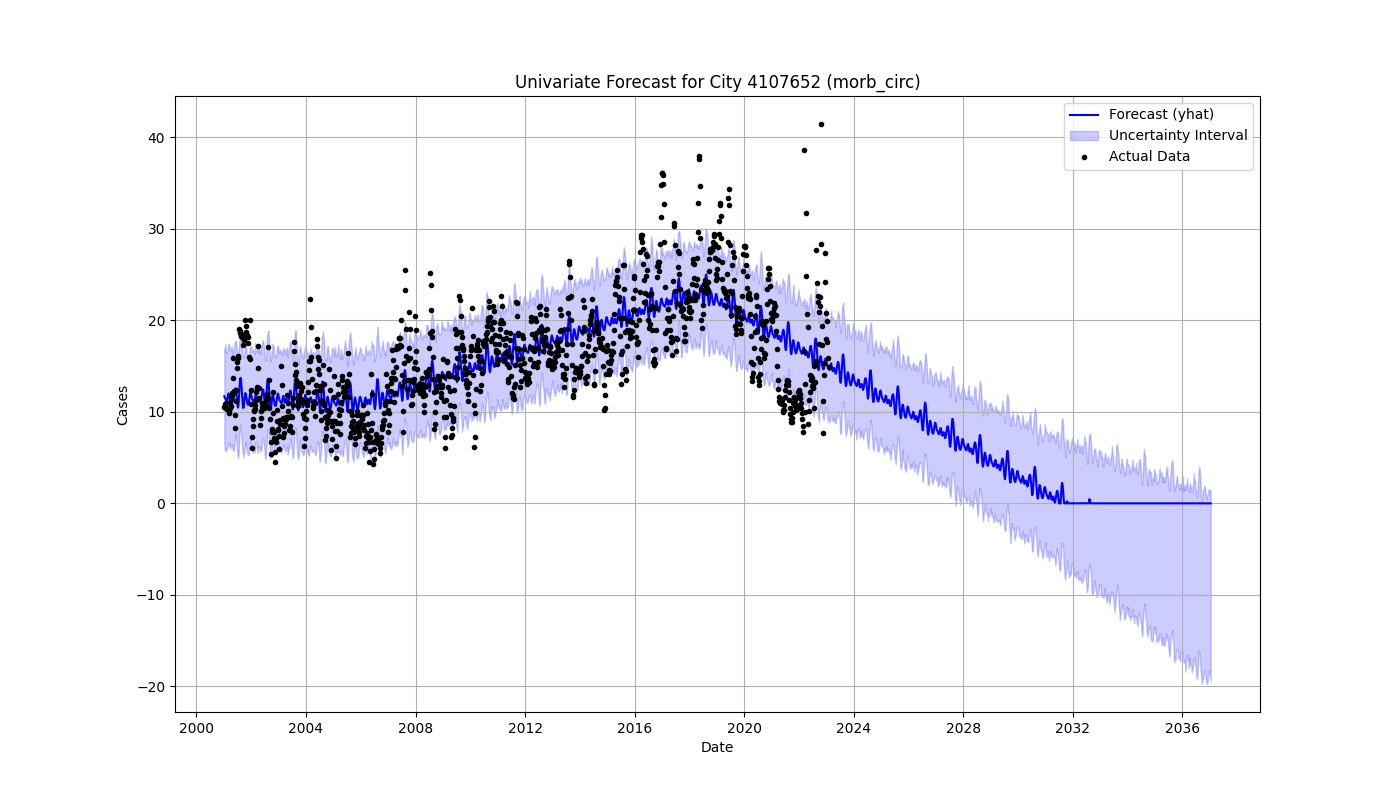 Univariate Forecast for City 4107652 (morb_circ)
Forecast (yhat)
Uncertainty Interval
Actual Data
Cases
40
30
20
10
0
−10
−20
2000 2004 2008 2012 2016 2020 2024 2028 2032 2036
Date